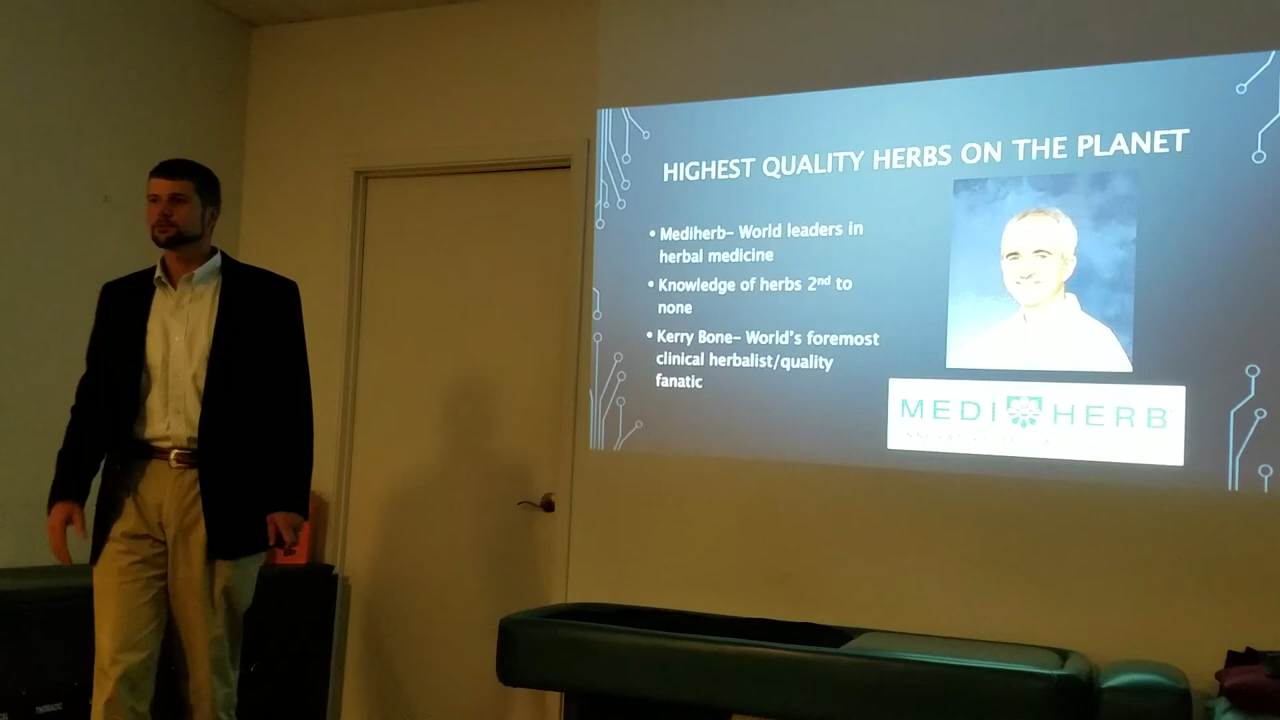 HIGHEST QUALITY HERBS ON THE PLANET
• Mediherb– World leaders in
herbal medicine
• Knowledge of herbs 2nd to
none
• Kerry Bone– World's foremost
clinical herbalist/quality
fanatic
MEDI HERB
THORACIC